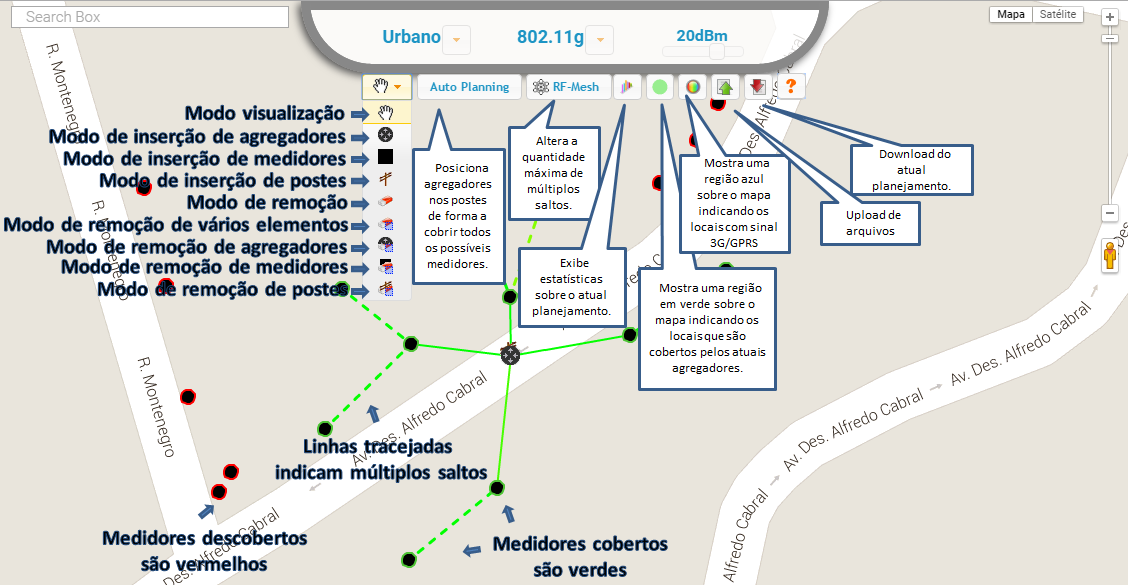 Search Box
Urbano
802.11g
20dBm
Mapa
Satélite
Auto Planning
RF-Mesh
?
Modo visualização
Modo de inserção de agregadores
Modo de inserção de medidores
Modo de inserção de postes
Modo de remoção
Modo de remoção de vários elementos
Modo de remoção de agregadores
Modo de remoção de medidores
Modo de remoção de postes
Posiciona
agregadores
nos postes
de forma a
cobrir todos
os possíveis
medidores.
Altera a
quantidade
máxima de
múltiplos
saltos.
Exibe
estatísticas
sobre o atual
planejamento.
Mostra uma
região azul
sobre o mapa
indicando os
locais com sinal
3G/GPRS
Mostra uma região
em verde sobre o
mapa indicando os
locais que são
cobertos pelos atuais
agregadores.
Download do
atual
planejamento.
Upload de
arquivos
R. Montenegro
R. Montenegro
R. Montenegro
Av. Des. Alfredo Cabral
Des. Alfredo Cabral
Av. Des. Alfredo Cabral
Av. Des. Alfredo Cabral
Alfredo Cabral
Des. Alfredo
Des.
Linhas tracejadas
indicam múltiplos saltos
Medidores descobertos
são vermelhos
Medidores cobertos
são verdes